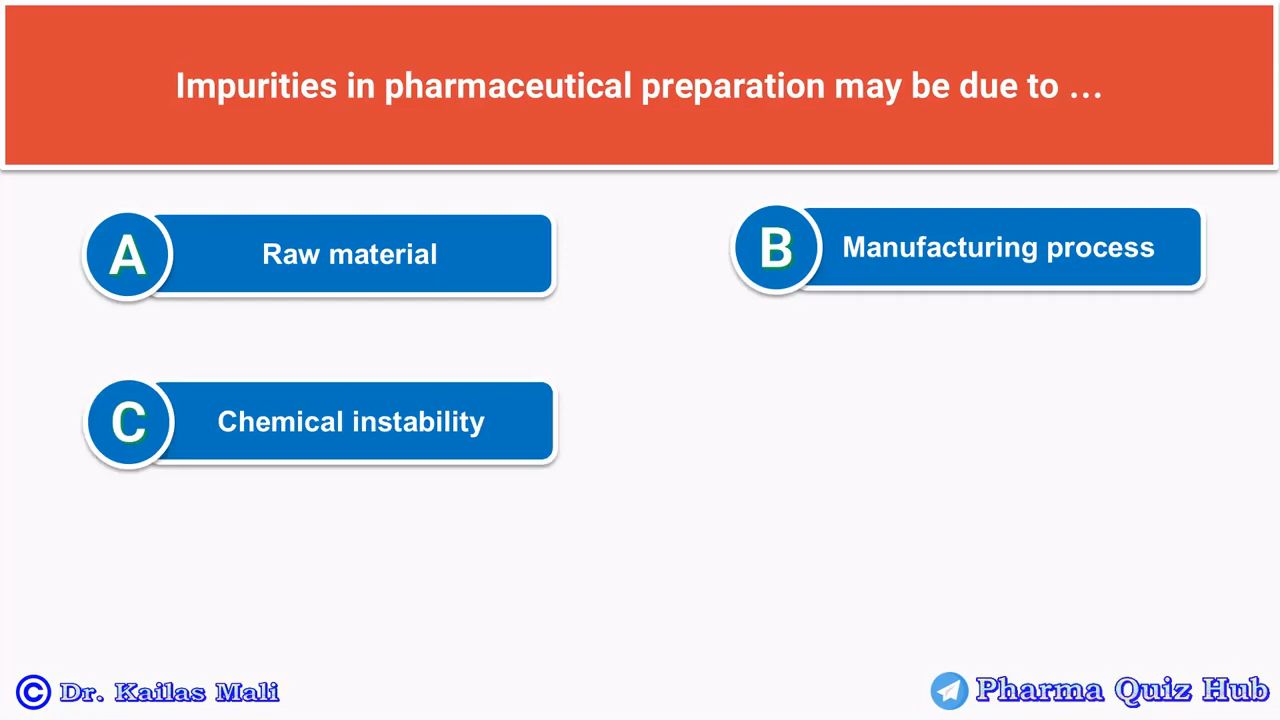 Impurities in pharmaceutical preparation may be due to …
A Raw material
B Manufacturing process
C Chemical instability
© Dr. Kailas Mali
Pharma Quiz Hub